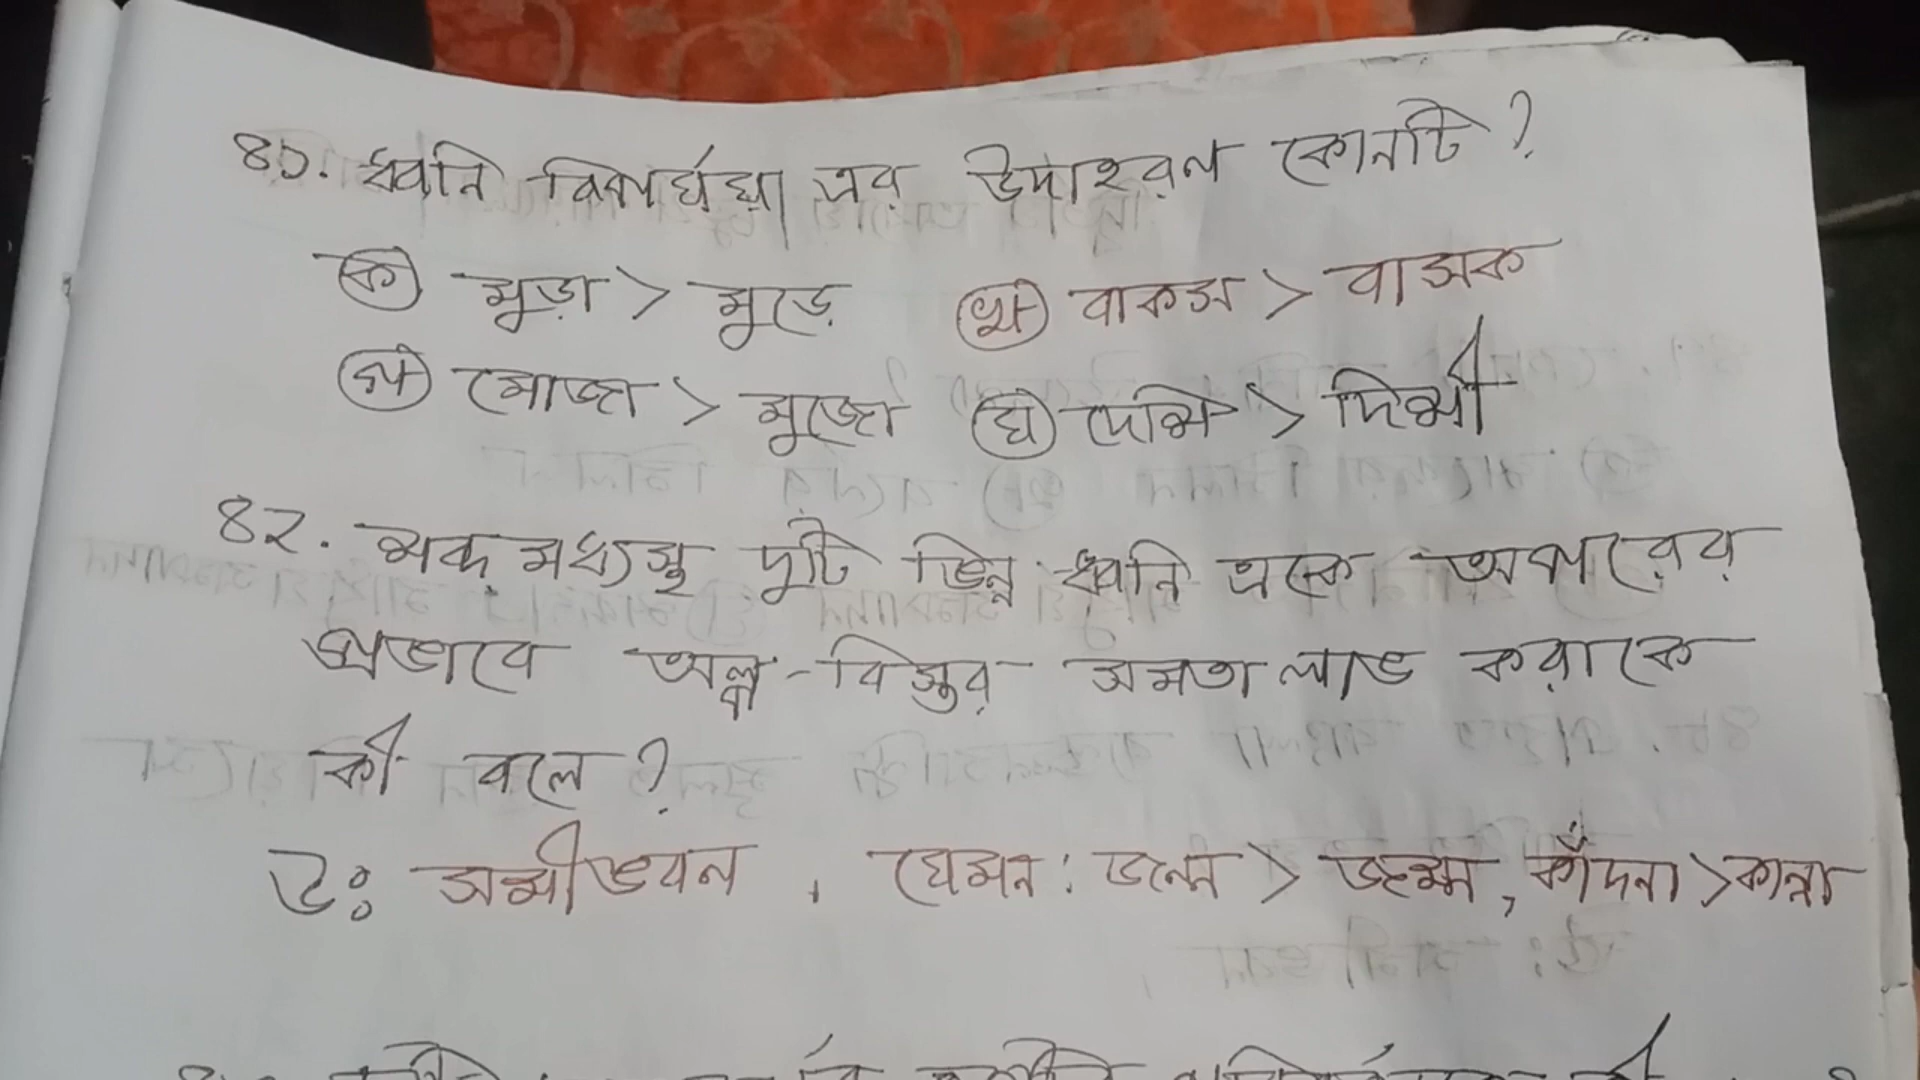 ৪১. ধ্বনি বিপর্যয় এর উদাহরণ কোনটি ?
ক মুড়া > মুড়ো খ বাকস > বাসক
গ মোজা > মুজো ঘ দেশি > দিশী
৪২. শব্দমধ্যস্থ দুটি ভিন্ন ধ্বনি একে অপরের
প্রভাবে অল্প-বিস্তর সমতা লাভ করাকে
কী বলে ?
উঃ সমীভবন , যেমন : জন্ম > জম্ম , কাঁদনা > কান্না